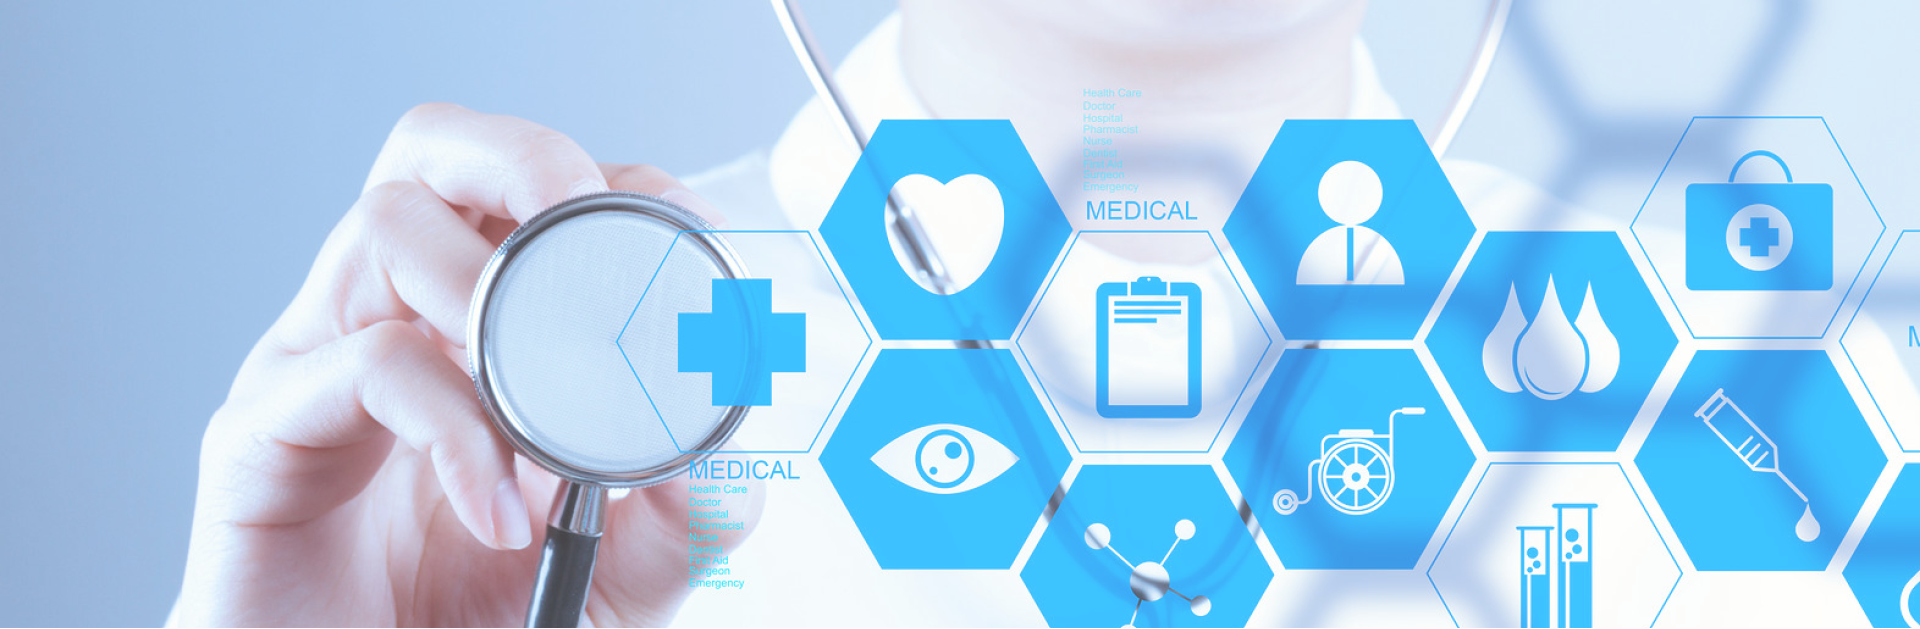 Health Care
Doctor
Hospital
Pharmacist
Nurse
Dentist
First Aid
Surgeon
Emergency
MEDICAL
MEDICAL
Health Care
Doctor
Hospital
Pharmacist
Nurse
Dentist
First Aid
Surgeon
Emergency